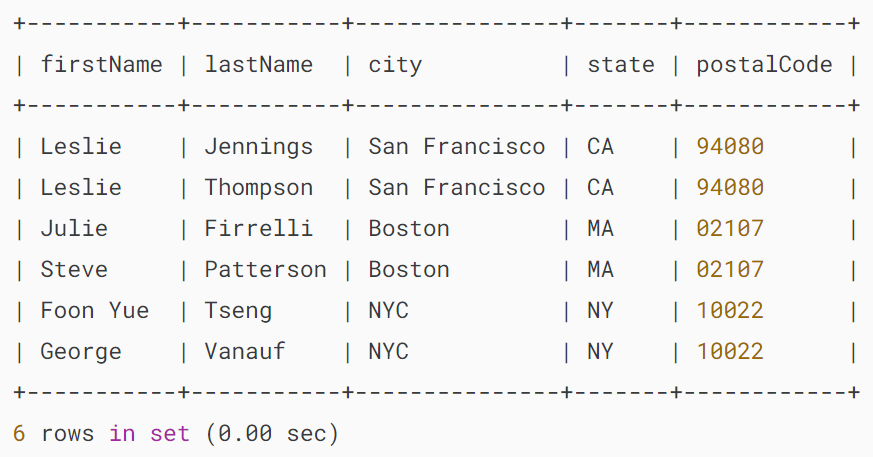 +-----------+-----------+---------------+-------+------------+
| firstName | lastName  | city          | state | postalCode |
+-----------+-----------+---------------+-------+------------+
| Leslie    | Jennings  | San Francisco | CA    | 94080      |
| Leslie    | Thompson  | San Francisco | CA    | 94080      |
| Julie     | Firrelli  | Boston        | MA    | 02107      |
| Steve     | Patterson | Boston        | MA    | 02107      |
| Foon Yue  | Tseng     | NYC           | NY    | 10022      |
| George    | Vanauf    | NYC           | NY    | 10022      |
+-----------+-----------+---------------+-------+------------+
6 rows in set (0.00 sec)